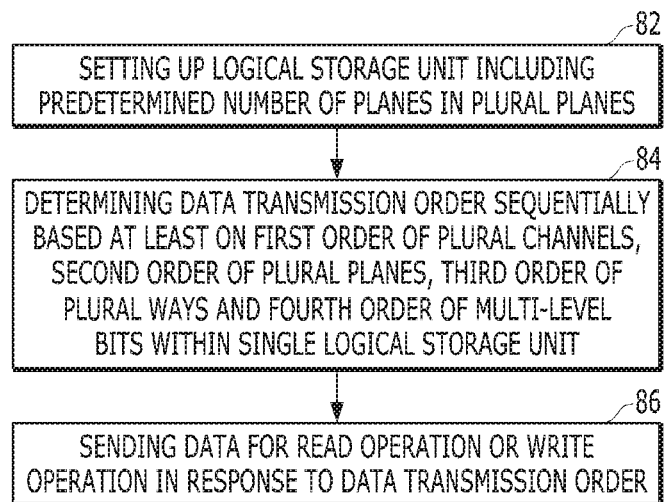 82
SETTING UP LOGICAL STORAGE UNIT INCLUDING
PREDETERMINED NUMBER OF PLANES IN PLURAL PLANES
84
DETERMINING DATA TRANSMISSION ORDER SEQUENTIALLY
BASED AT LEAST ON FIRST ORDER OF PLURAL CHANNELS,
SECOND ORDER OF PLURAL PLANES, THIRD ORDER OF
PLURAL WAYS AND FOURTH ORDER OF MULTI-LEVEL
BITS WITHIN SINGLE LOGICAL STORAGE UNIT
86
SENDING DATA FOR READ OPERATION OR WRITE
OPERATION IN RESPONSE TO DATA TRANSMISSION ORDER